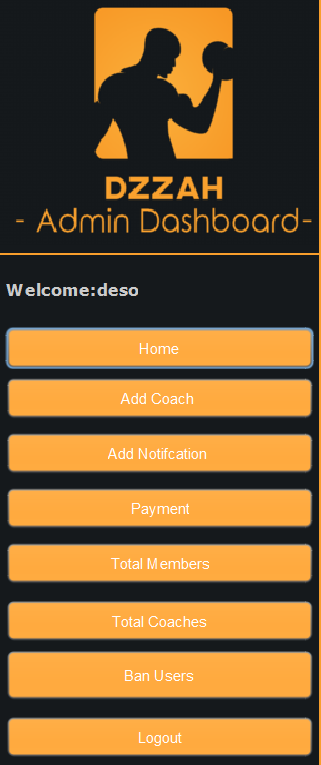 DZZAH
- Admin Dashboard-
Welcome:deso
Home
Add Coach
Add Notifcation
Payment
Total Members
Total Coaches
Ban Users
Logout